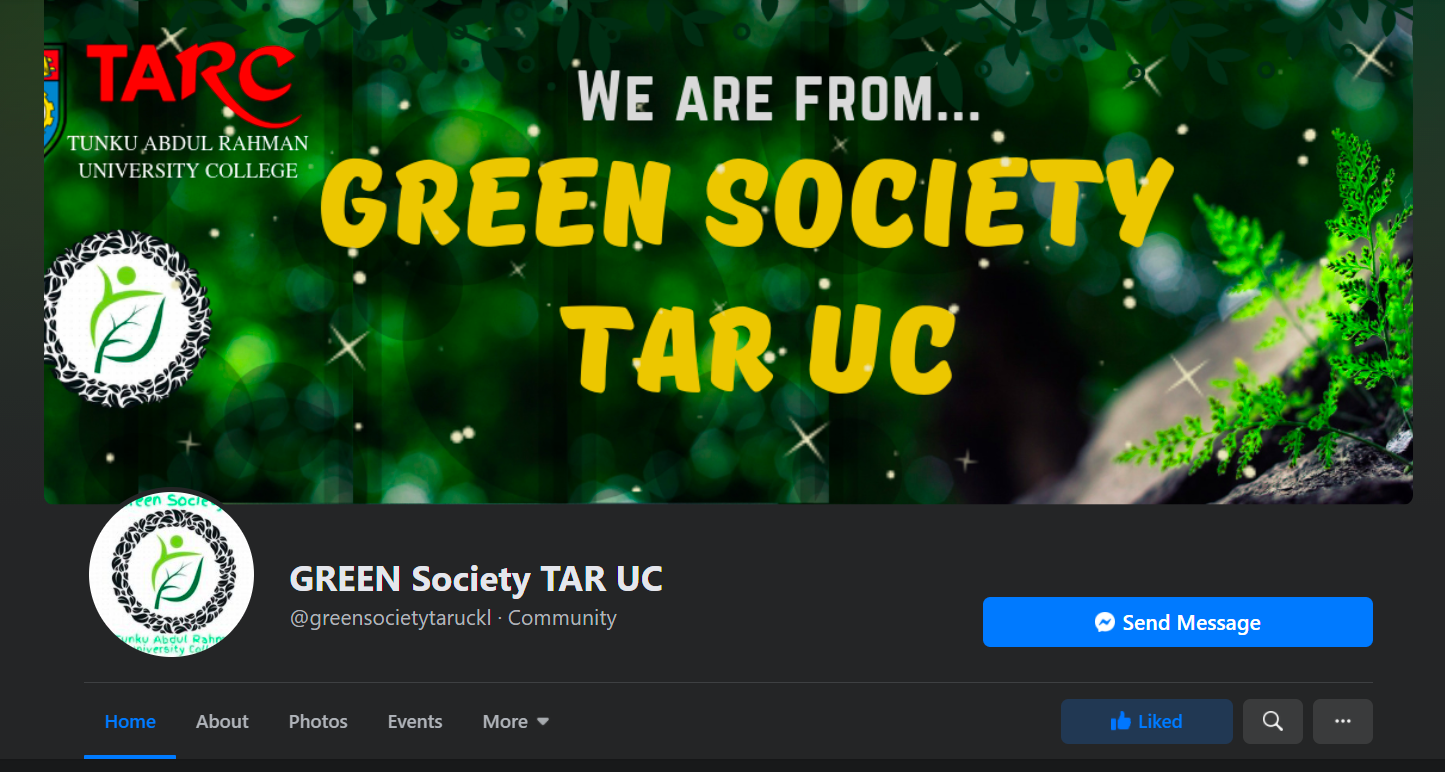 TARC
TUNKU ABDUL RAHMAN
UNIVERSITY COLLEGE
WE ARE FROM...
GREEN SOCIETY
TAR UC
GREEN Society TAR UC
@greensocietytaruckl · Community
Send Message
Home About Photos Events More
Liked